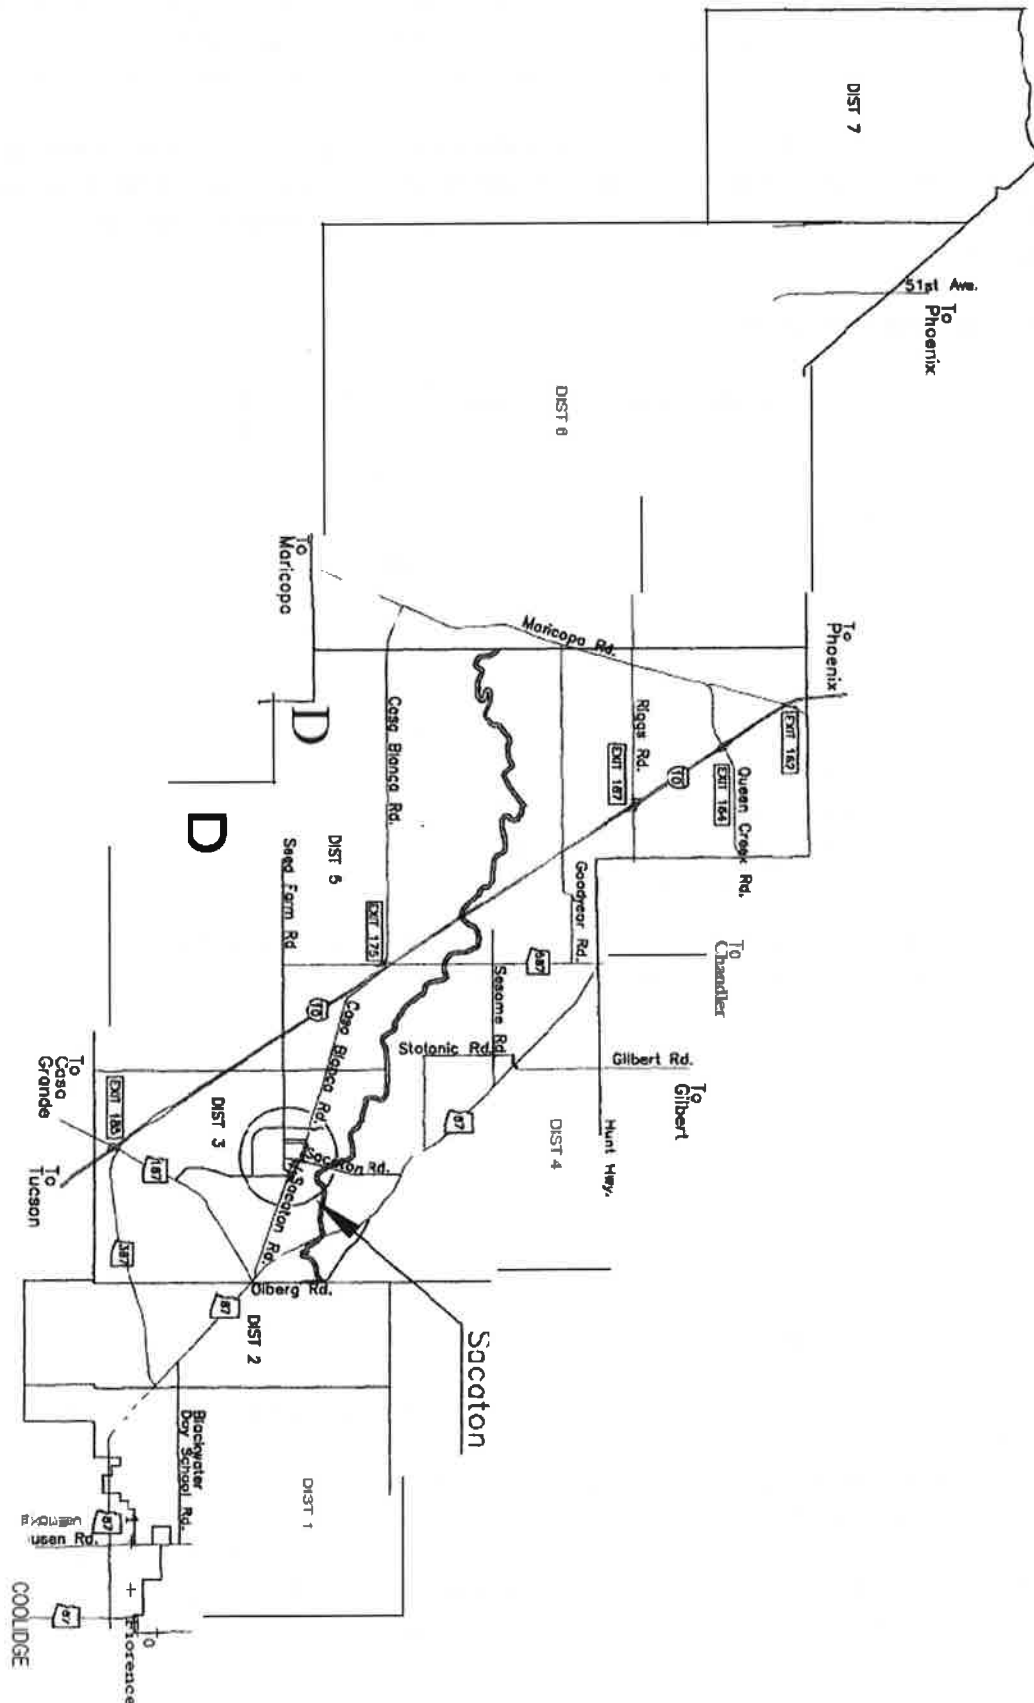 DIST 7
51st Ave.
To
Phoenix
DIST 6
To
Maricopa
Maricopa Rd.
To
Phoenix
EXIT 162
Riggs Rd.
EXIT 167
10
EXIT 164
Queen Creek Rd.
Casa Blanca Rd.
D
D
DIST 5
Seed Farm Rd
EXIT 175
Goodyear Rd.
587
Sesame Rd.
To
Chandler
10
Casa Blanca Rd.
Stotonic Rd.
Gilbert Rd.
To
Gilbert
87
DIST 4
Hunt Hwy.
To
Casa
Grande
EXIT 185
DIST 3
187
To
Tucson
Sacaton Rd.
Sacaton Rd.
387
Olberg Rd.
87
DIST 2
Sacaton
Blackwater
Day School Rd.
DIST 1
87
usen Rd.
87
COOLIDGE
To
Florence